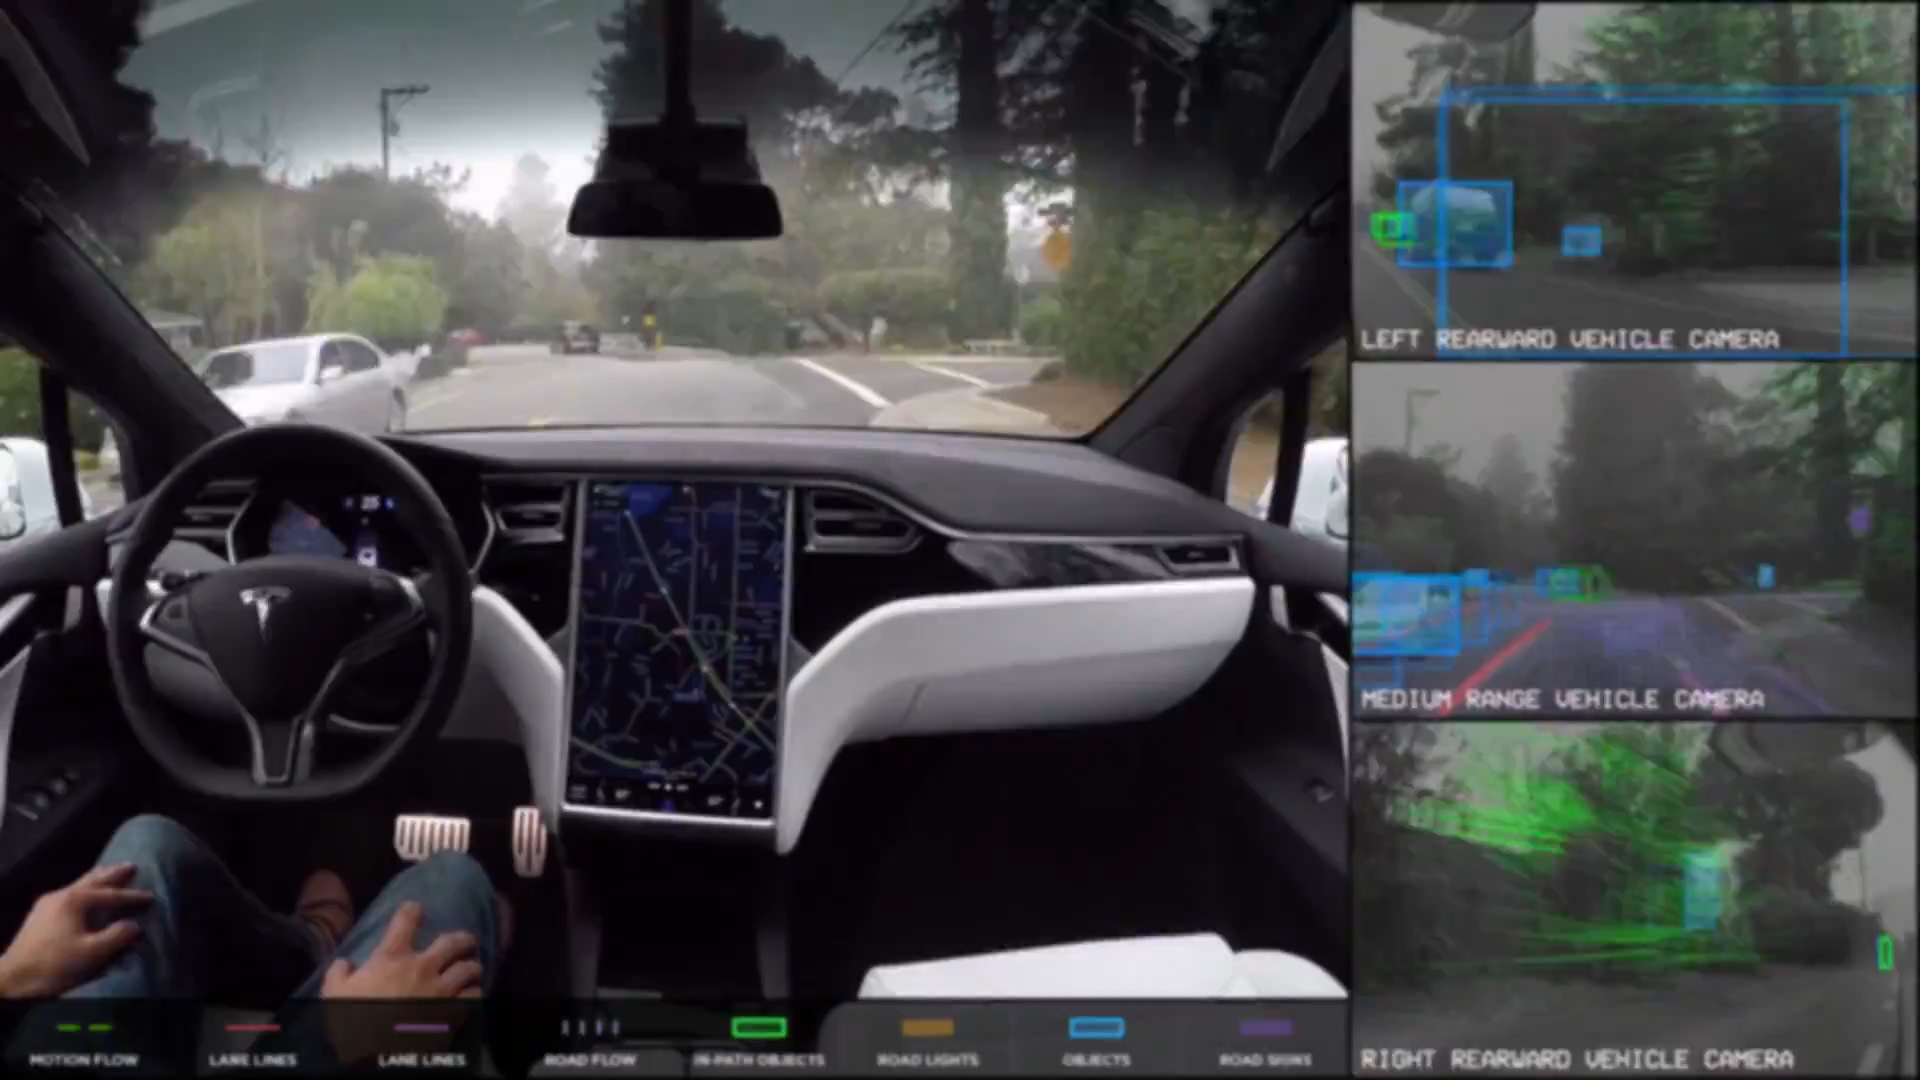 LEFT REARWARD VEHICLE CAMERA
MEDIUM RANGE VEHICLE CAMERA
RIGHT REARWARD VEHICLE CAMERA
MOTION FLOW
LANE LINES
LANE LINES
ROAD FLOW
IN-PATH OBJECTS
ROAD LIGHTS
OBJECTS
ROAD SIGNS